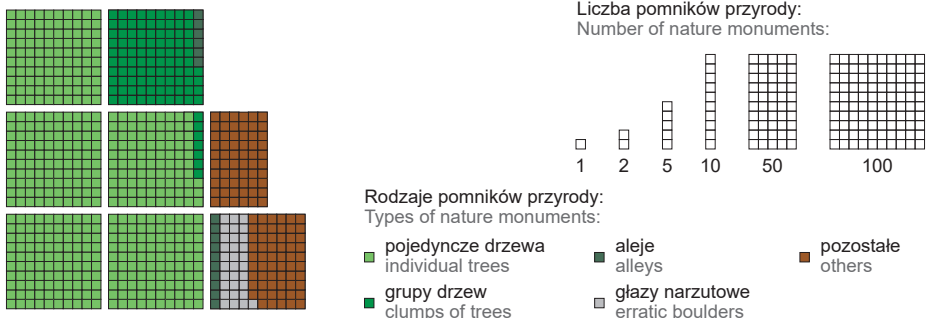 Liczba pomników przyrody:
Number of nature monuments:
1 2 5 10 50 100
Rodzaje pomników przyrody:
Types of nature monuments:
pojedyncze drzewa
individual trees
aleje
alleys
pozostałe
others
grupy drzew
clumps of trees
głazy narzutowe
erratic boulders